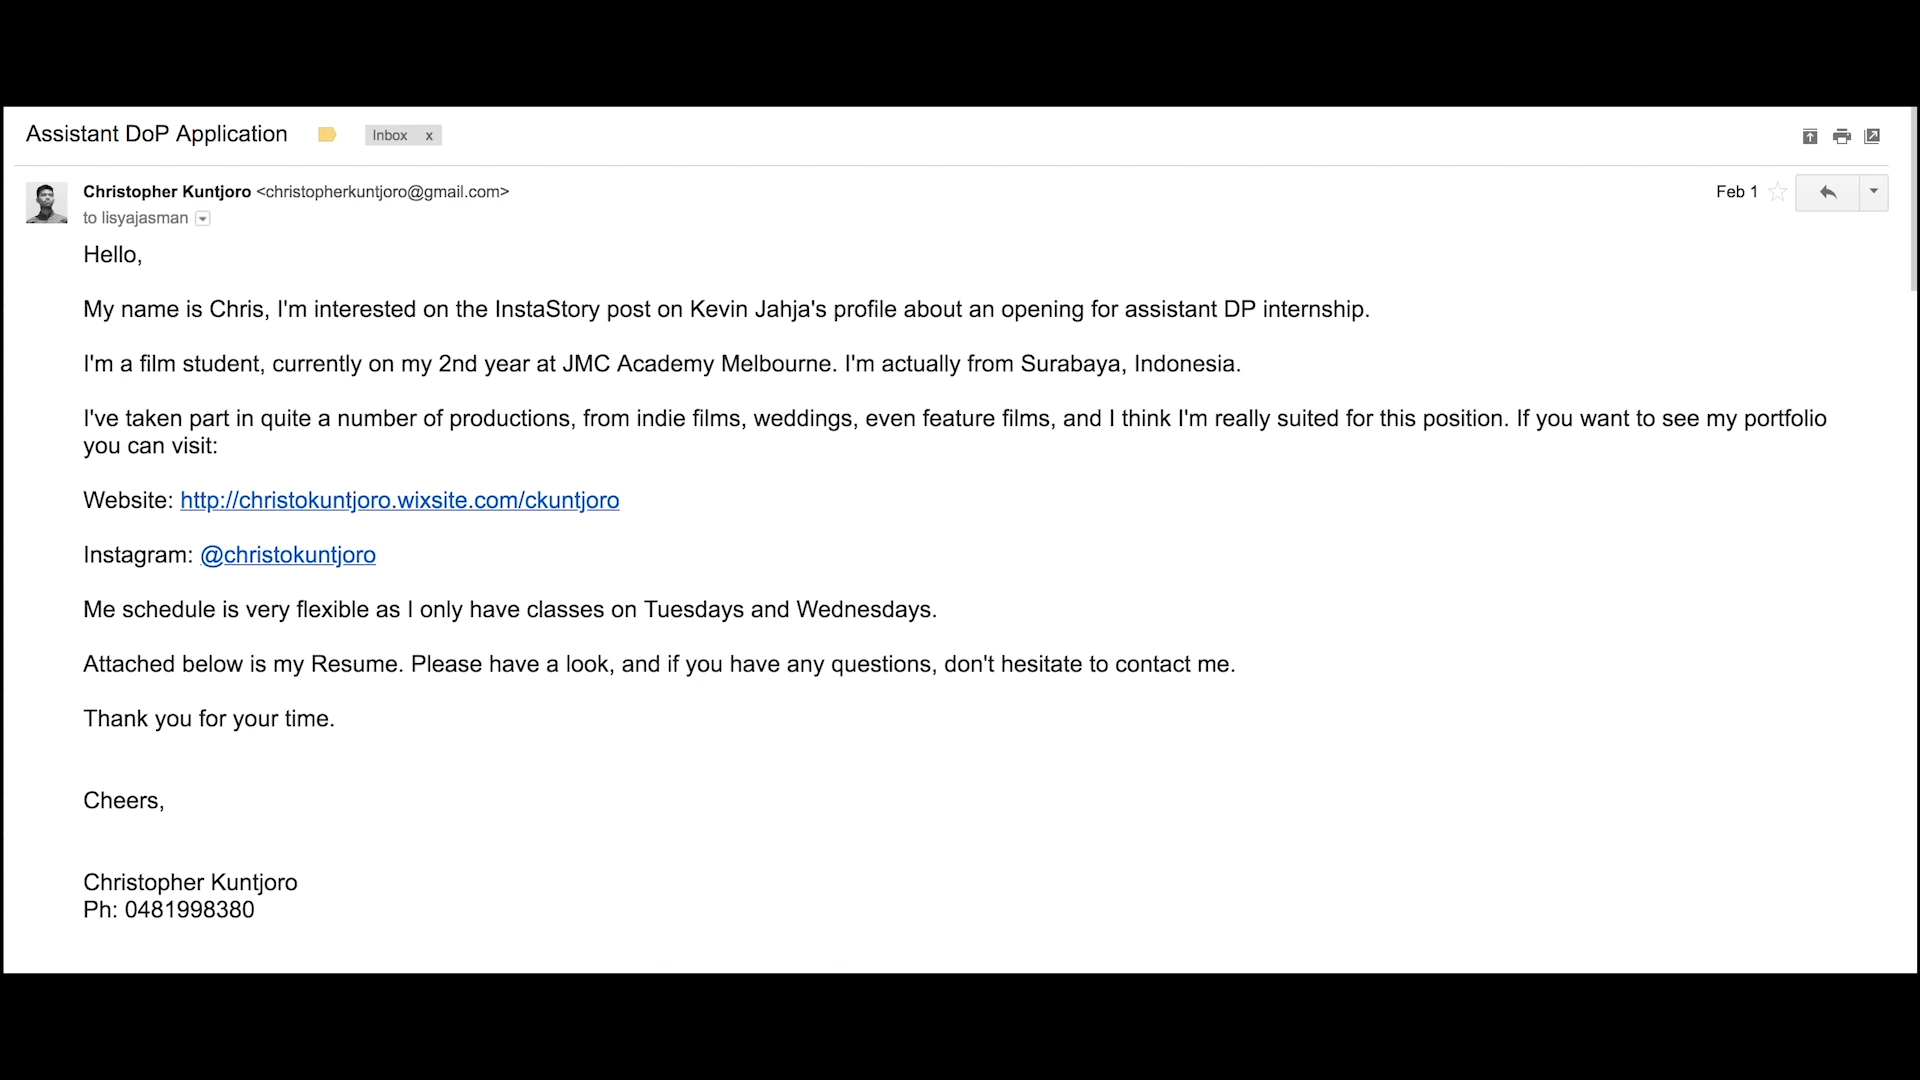 Assistant DoP Application
Inbox x
Christopher Kuntjoro <christopherkuntjoro@gmail.com>
Feb 1
to lisyajasman
Hello,
My name is Chris, I'm interested on the InstaStory post on Kevin Jahja's profile about an opening for assistant DP internship.
I'm a film student, currently on my 2nd year at JMC Academy Melbourne. I'm actually from Surabaya, Indonesia.
I've taken part in quite a number of productions, from indie films, weddings, even feature films, and I think I'm really suited for this position. If you want to see my portfolio
you can visit:
Website: http://christokuntjoro.wixsite.com/ckuntjoro
Instagram: @christokuntjoro
Me schedule is very flexible as I only have classes on Tuesdays and Wednesdays.
Attached below is my Resume. Please have a look, and if you have any questions, don't hesitate to contact me.
Thank you for your time.
Cheers,
Christopher Kuntjoro
Ph: 0481998380